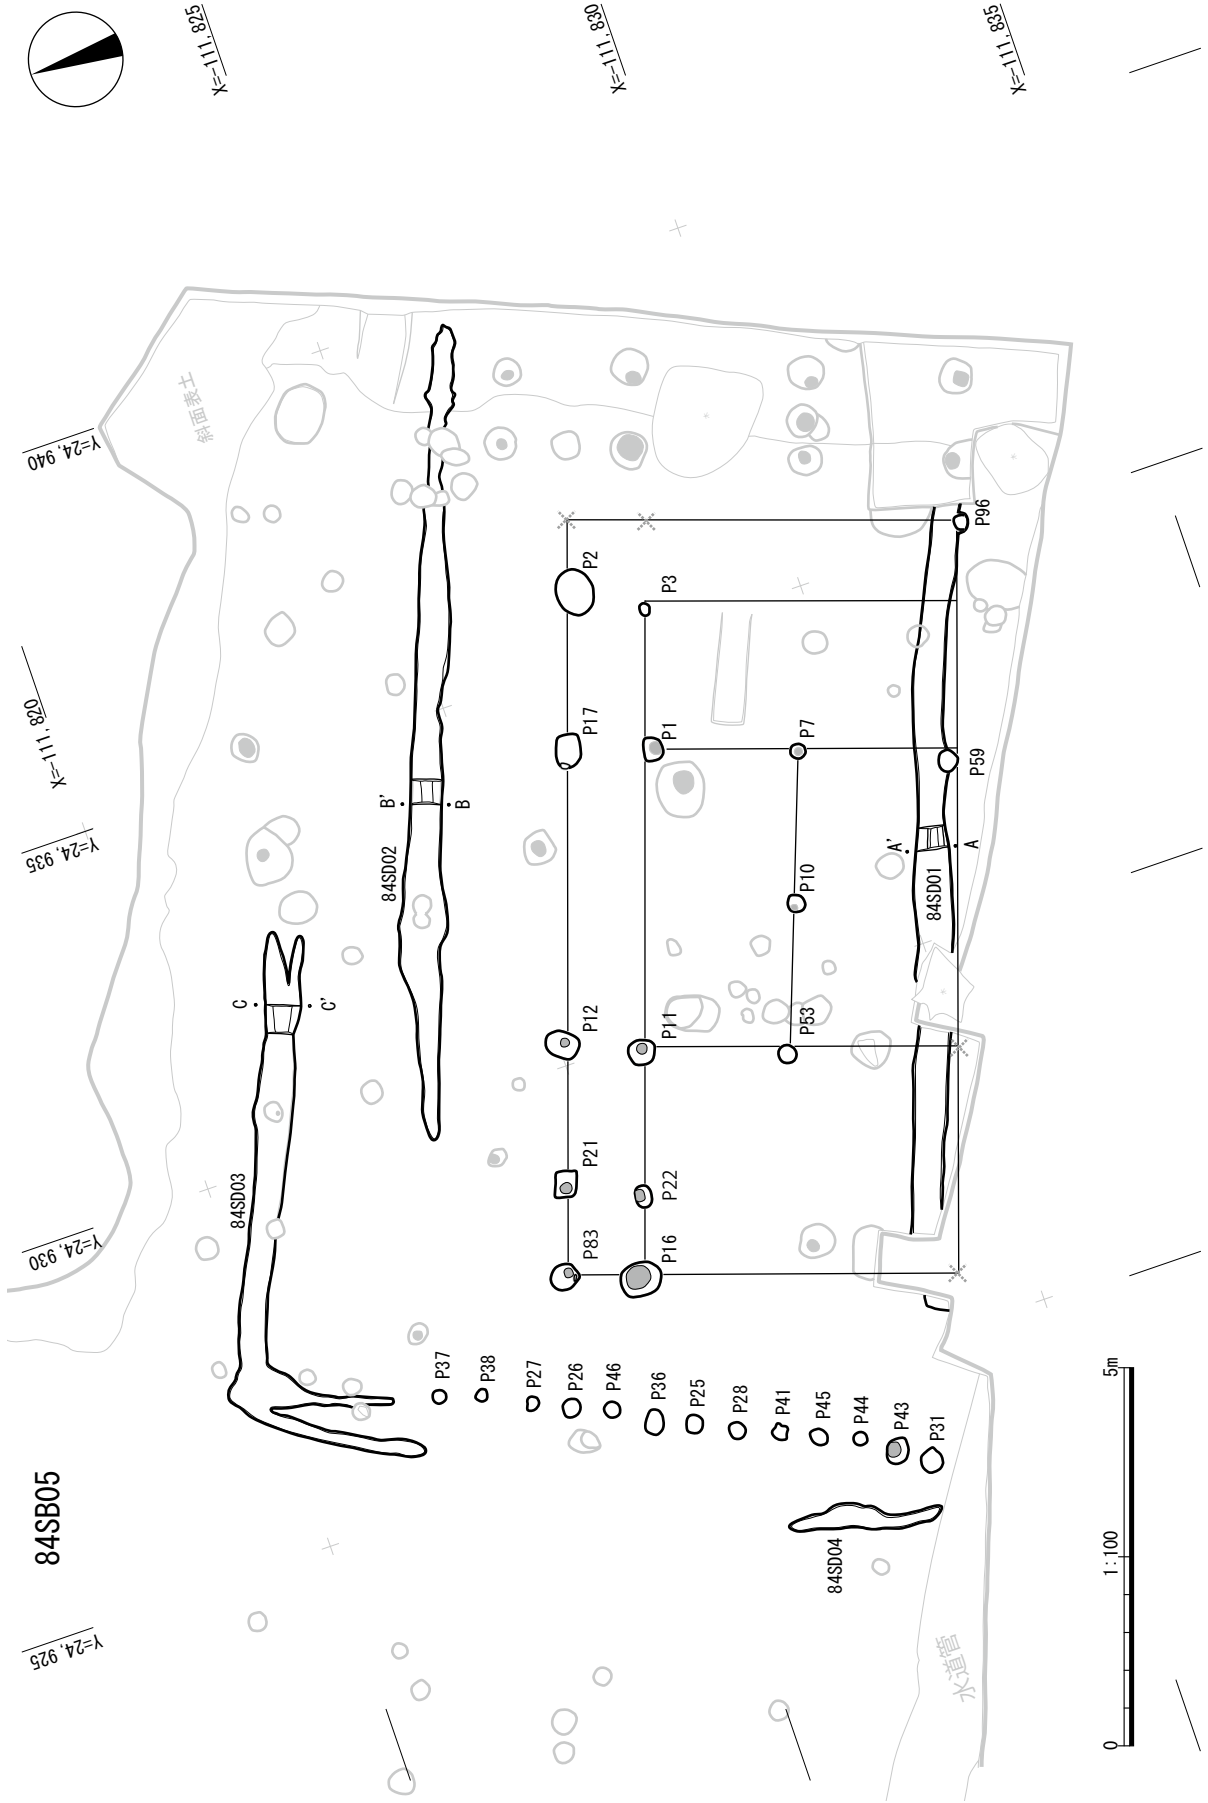 X=-111,825
X=-111,830
X=-111,835
斜面表土
Y=24,940
P96
P2
P3
X=-111,820
P17
P1
P7
P59
B'
B
A'
A
Y=24,935
84SD02
P10
84SD01
C
C'
P12
P11
P53
P21
P22
84SD03
Y=24,930
P83
P16
P37
P38
P27
P26
P46
P36
P25
P28
P41
P45
P44
P43
P31
5m
84SB05
84SD04
1:100
Y=24,925
水道管
0